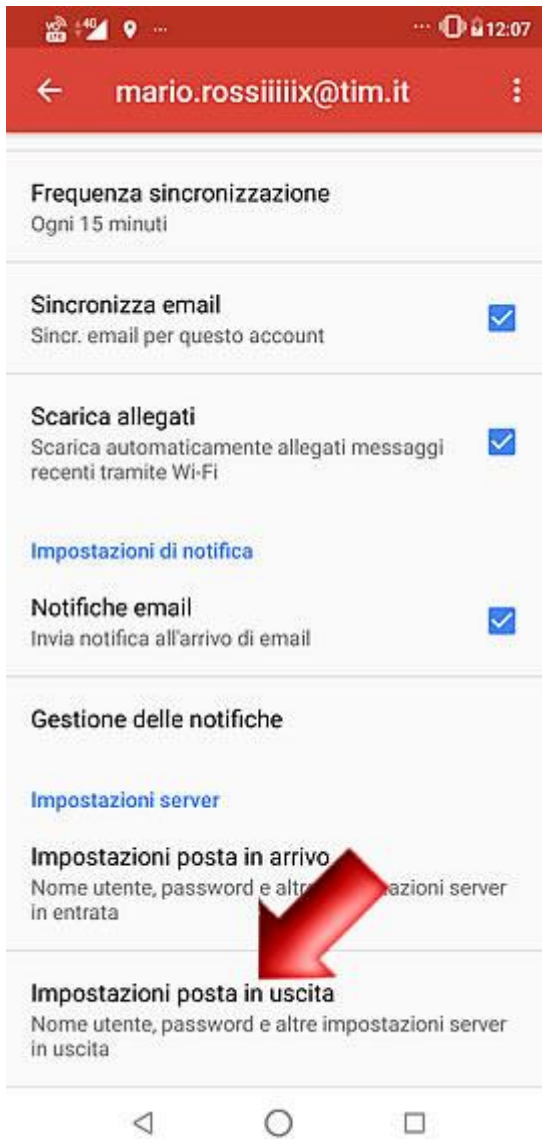 VO)) LTE 4G ... ... 12:07
mario.rossiiiiix@tim.it
Frequenza sincronizzazione
Ogni 15 minuti
Sincronizza email
Sincr. email per questo account
Scarica allegati
Scarica automaticamente allegati messaggi
recenti tramite Wi-Fi
Impostazioni di notifica
Notifiche email
Invia notifica all'arrivo di email
Gestione delle notifiche
Impostazioni server
Impostazioni posta in arrivo
Nome utente, password e server
in entrata
Impostazioni posta in uscita
Nome utente, password e altre impostazioni server
in uscita